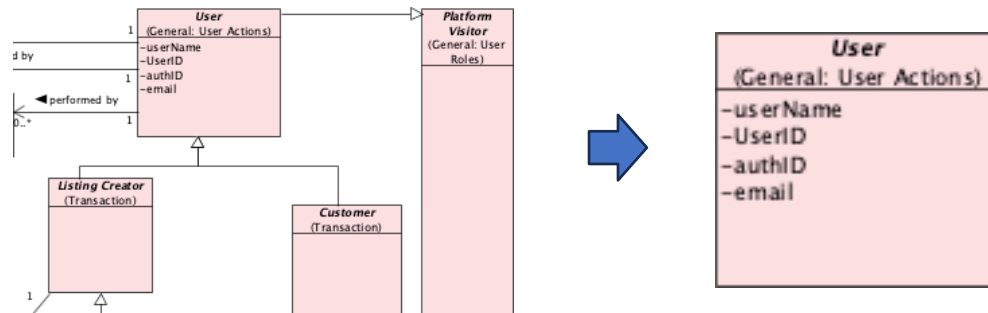 User
(General: User Actions)
-userName
-UserID
-authID
-email
1
d by
1
performed by
0..*
1
Platform
Visitor
(General: User
Roles)
Listing Creator
(Transaction)
Customer
(Transaction)
1
User
(General: User Actions)
-userName
-UserID
-authID
-email